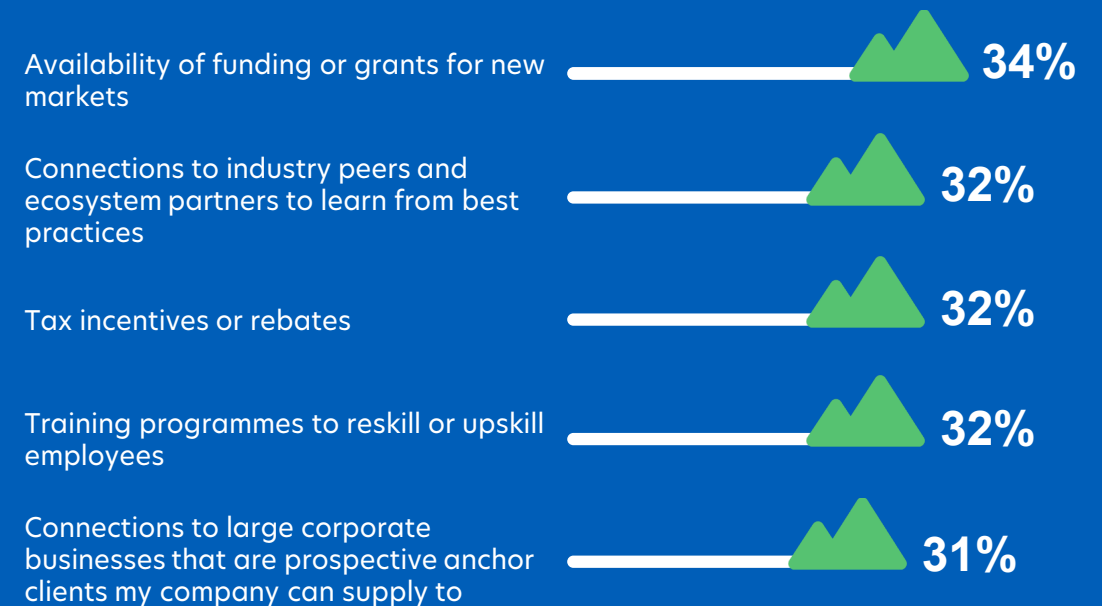 Availability of funding or grants for new
markets
34%
Connections to industry peers and
ecosystem partners to learn from best
practices
32%
Tax incentives or rebates
32%
Training programmes to reskill or upskill
employees
32%
Connections to large corporate
businesses that are prospective anchor
clients my company can supply to
31%